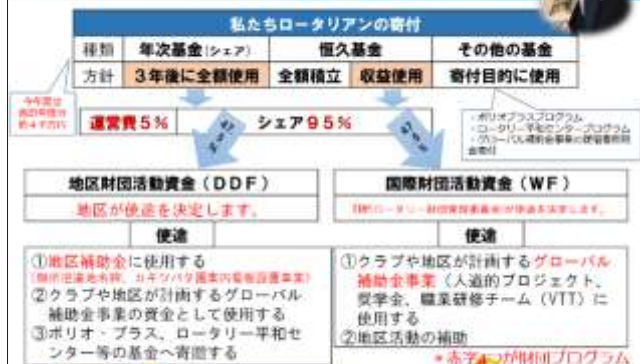 私たちロータリアンの寄付
種類 年次基金(シェア) 恒久基金 その他の基金
方針 3年後に全額使用 全額積立 収益使用 寄付目的に使用
運営費5% シェア95%
・ポリオプラスプログラム
・ロータリー平和センタープログラム
地区財団活動資金(DDF) 国際財団活動資金(WF)
地区が使途を決定します。
使途 使途
①地区補助金に使用する
②クラブや地区が計画するグローバル
補助金事業の資金として使用する
③ポリオ・プラス、ロータリー平和セ
ンター等の基金へ寄贈する
①クラブや地区が計画するグローバル
補助金事業(人道的プロジェクト、
奨学金、職業研修チーム(VTT)に
使用する
②地区活動の補助